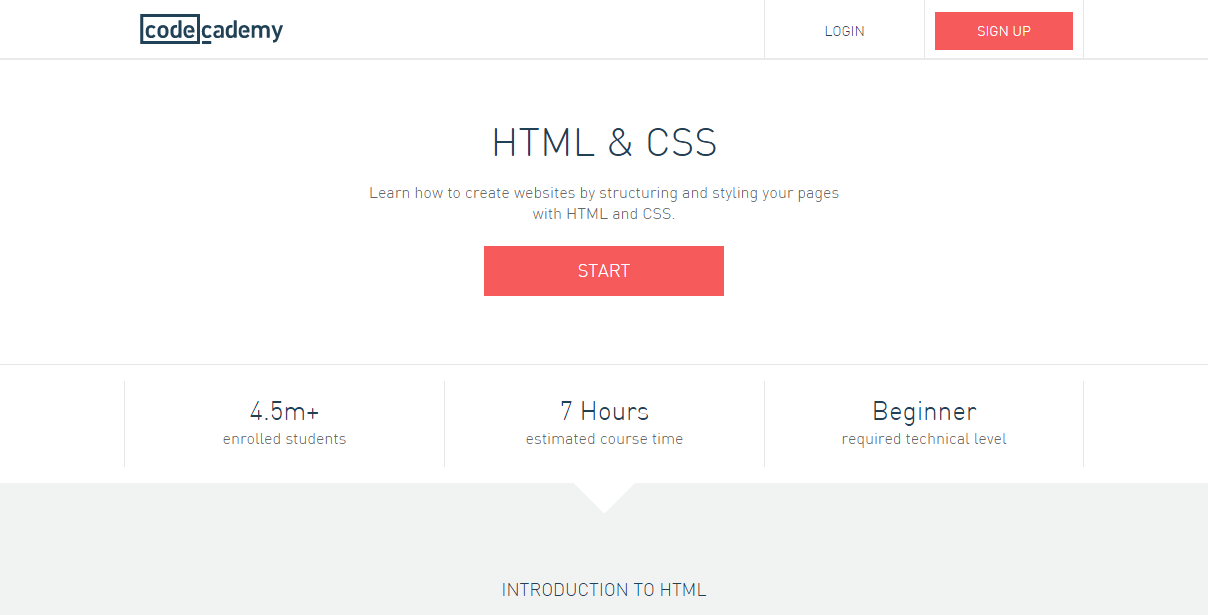 codecademy
LOGIN
SIGN UP
HTML & CSS
Learn how to create websites by structuring and styling your pages
with HTML and CSS.
START
4.5m+
enrolled students
7 Hours
estimated course time
Beginner
required technical level
INTRODUCTION TO HTML